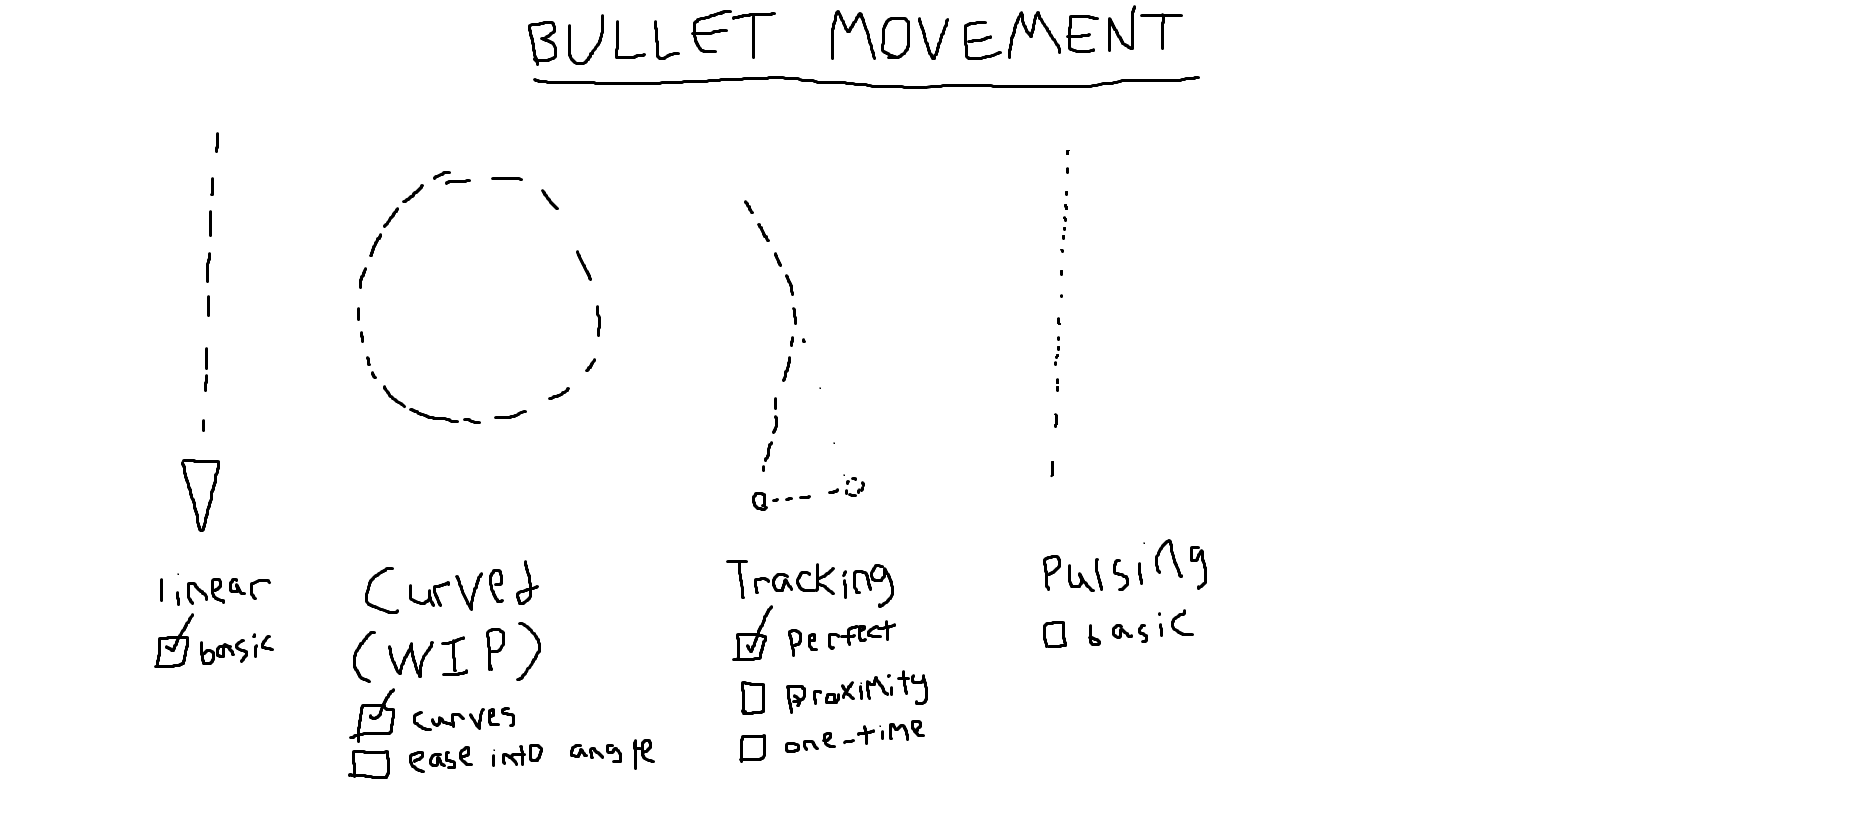 BULLET MOVEMENT
linear
basic
Curved
(WIP)
curves
ease into angle
Tracking
Perfect
proximity
one-time
Pulsing
basic